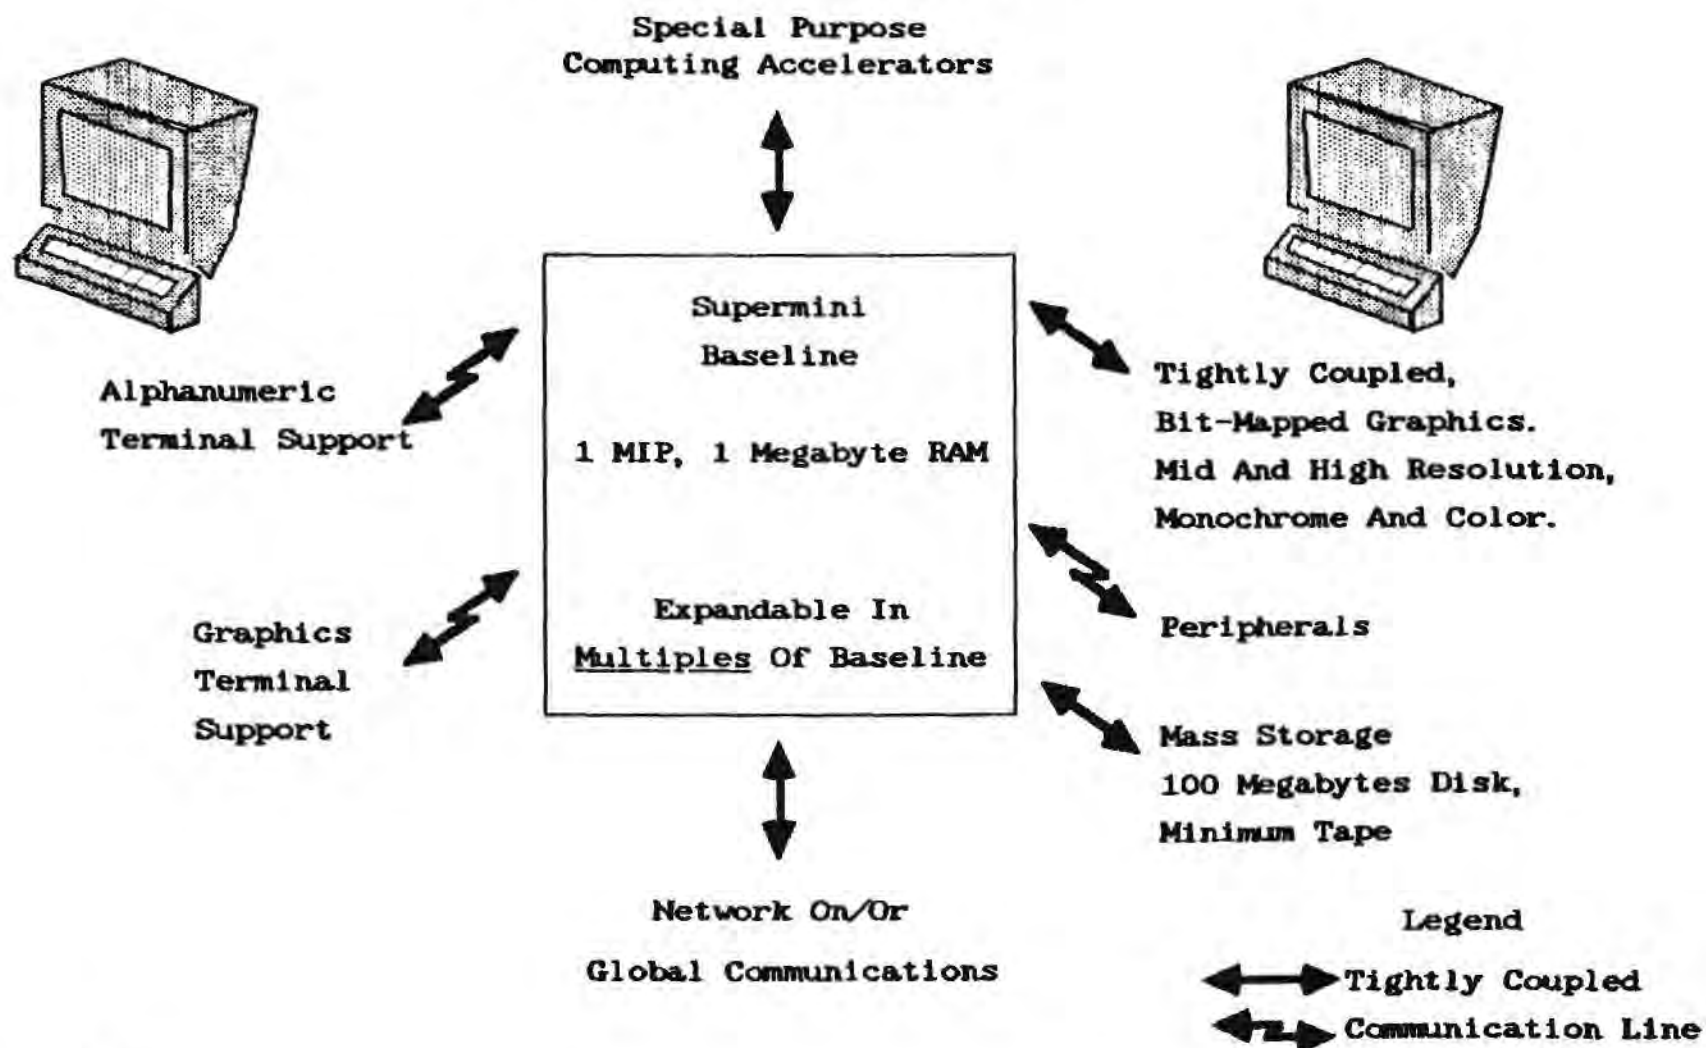 Special Purpose
Computing Accelerators
Supermini
Baseline
1 MIP, 1 Megabyte RAM
Expandable In
Multiples Of Baseline
Alphanumeric
Terminal Support
Graphics
Terminal
Support
Tightly Coupled,
Bit-Mapped Graphics.
Mid And High Resolution,
Monochrome And Color.
Peripherals
Mass Storage
100 Megabytes Disk,
Minimum Tape
Network On/Or
Global Communications
Legend
Tightly Coupled
Communication Line